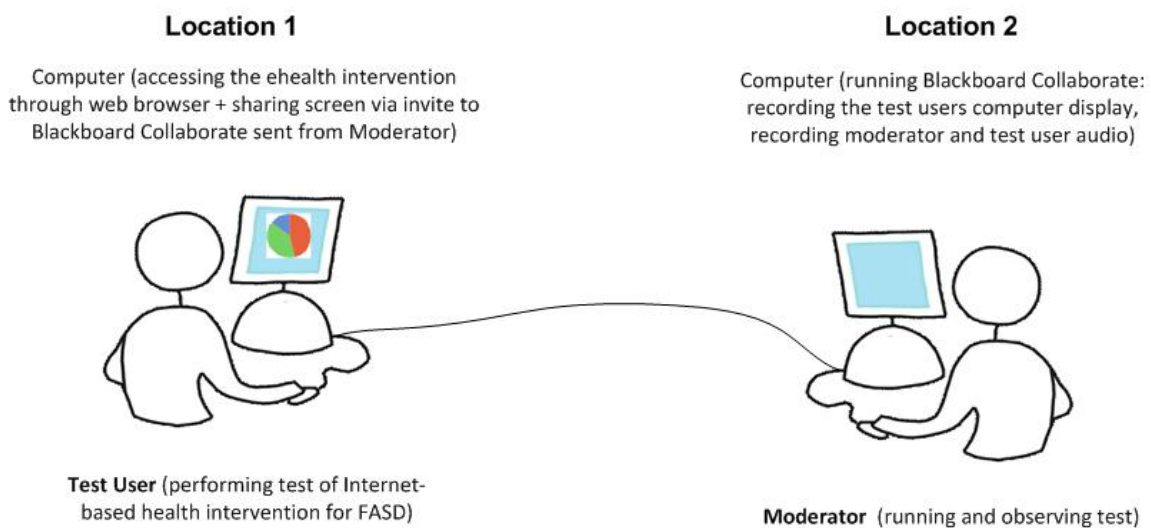 Location 1
Computer (accessing the ehealth intervention
through web browser + sharing screen via invite to
Blackboard Collaborate sent from Moderator)
Location 2
Computer (running Blackboard Collaborate:
recording the test users computer display,
recording moderator and test user audio)
Test User (performing test of Internet-
based health intervention for FASD)
Moderator (running and observing test)